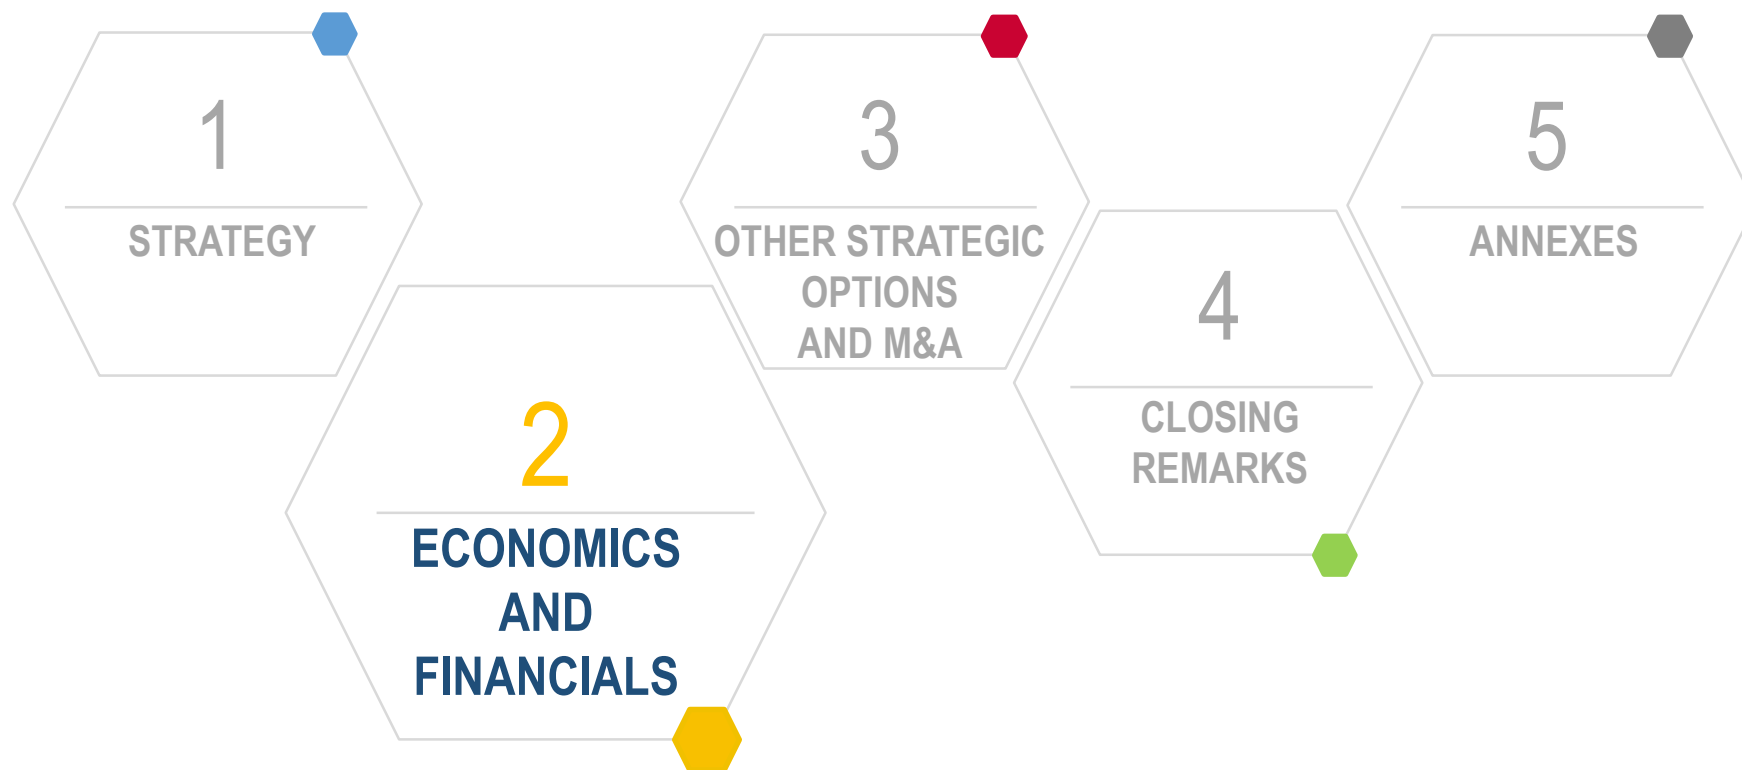 1
STRATEGY
2
ECONOMICS
AND
FINANCIALS
3
OTHER STRATEGIC
OPTIONS
AND M&A
4
CLOSING
REMARKS
5
ANNEXES